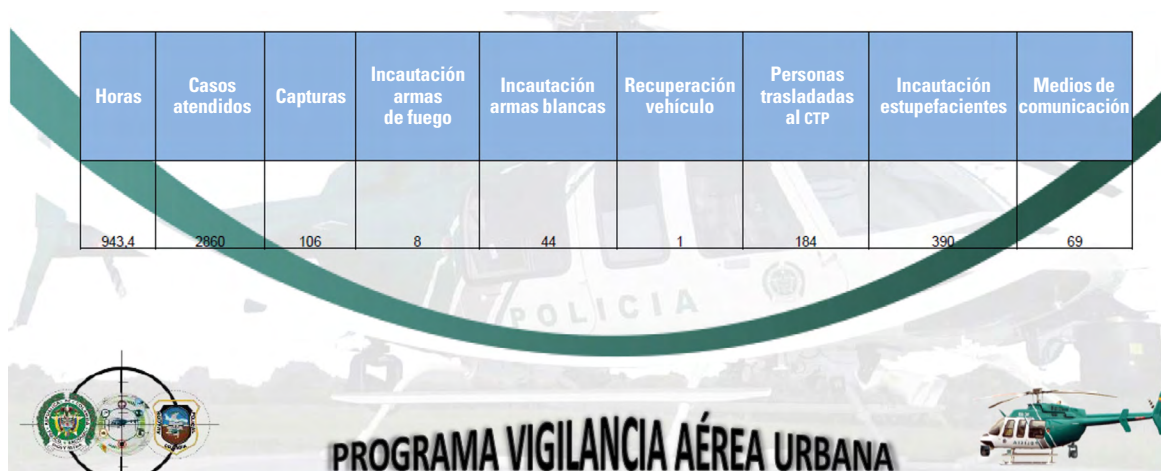 Horas
Casos
atendidos
Capturas
Incautación
armas
de fuego
Incautación
armas blancas
Recuperación
vehículo
Personas
trasladadas
al CTP
Incautación
estupefacientes
Medios de
comunicación
943,4 2860 106 8 44 1 184 390 69
POLICIA
PROGRAMA VIGILANCIA AÉREA URBANA